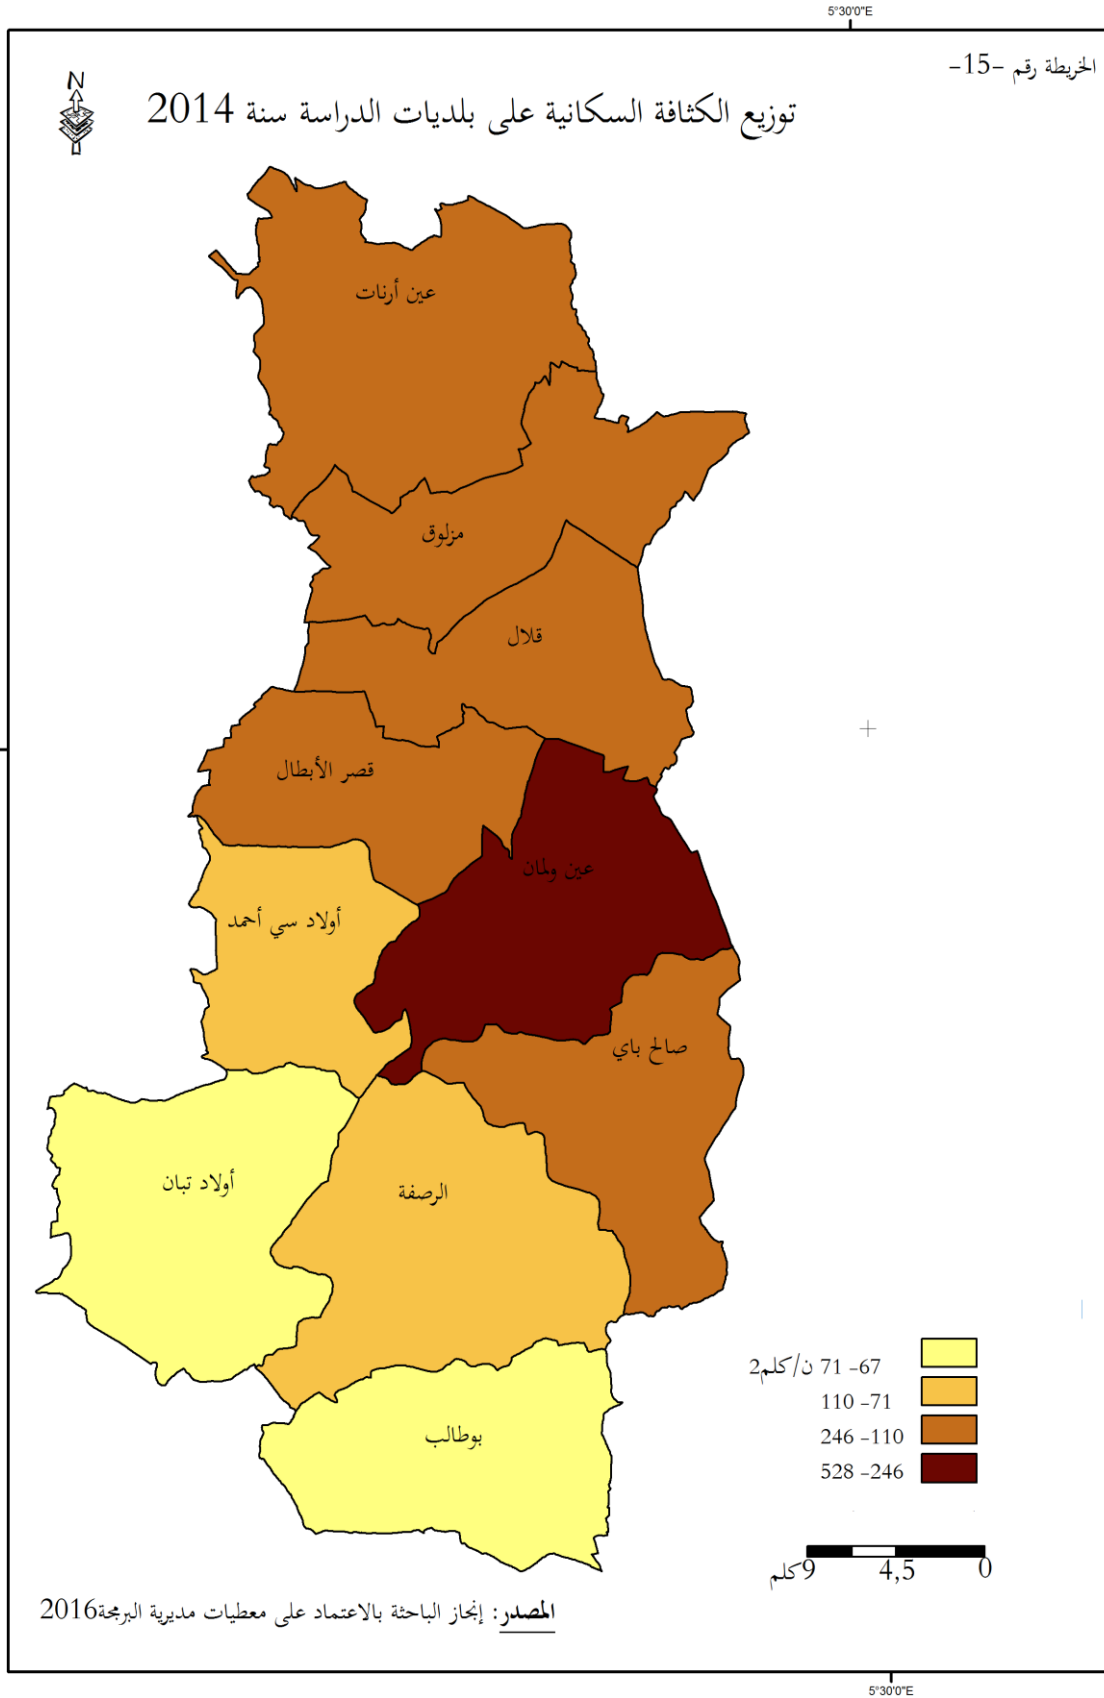 5°30'0"E
الخريطة رقم -15-
توزيع الكثافة السكانية على بلديات الدراسة سنة 2014
N
عين أرنات
مزلوق
قلال
قصر الأبطال
عين ولمان
أولاد سي أحمد
صالح باي
أولاد تبان
الرصفة
بوطالب
67- 71 ن/كلم2
71- 110
110- 246
246- 528
0 4,5 9كلم
المصدر: إنجاز الباحثة بالاعتماد على معطيات مديرية البرمجة2016
5°30'0"E